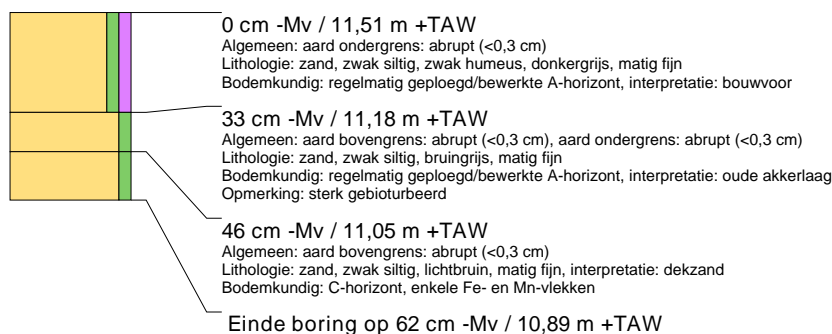 0 cm -Mv / 11,51 m +TAW
Algemeen: aard ondergrens: abrupt (<0,3 cm)
Lithologie: zand, zwak siltig, zwak humeus, donkergrijs, matig fijn
Bodemkundig: regelmatig geploegd/bewerkte A-horizont, interpretatie: bouwvoor
33 cm -Mv / 11,18 m +TAW
Algemeen: aard bovengrens: abrupt (<0,3 cm), aard ondergrens: abrupt (<0,3 cm)
Lithologie: zand, zwak siltig, bruingrijs, matig fijn
Bodemkundig: regelmatig geploegd/bewerkte A-horizont, interpretatie: oude akkerlaag
Opmerking: sterk gebioturbeerd
46 cm -Mv / 11,05 m +TAW
Algemeen: aard bovengrens: abrupt (<0,3 cm)
Lithologie: zand, zwak siltig, lichtbruin, matig fijn, interpretatie: dekzand
Bodemkundig: C-horizont, enkele Fe- en Mn-vlekken
Einde boring op 62 cm -Mv / 10,89 m +TAW